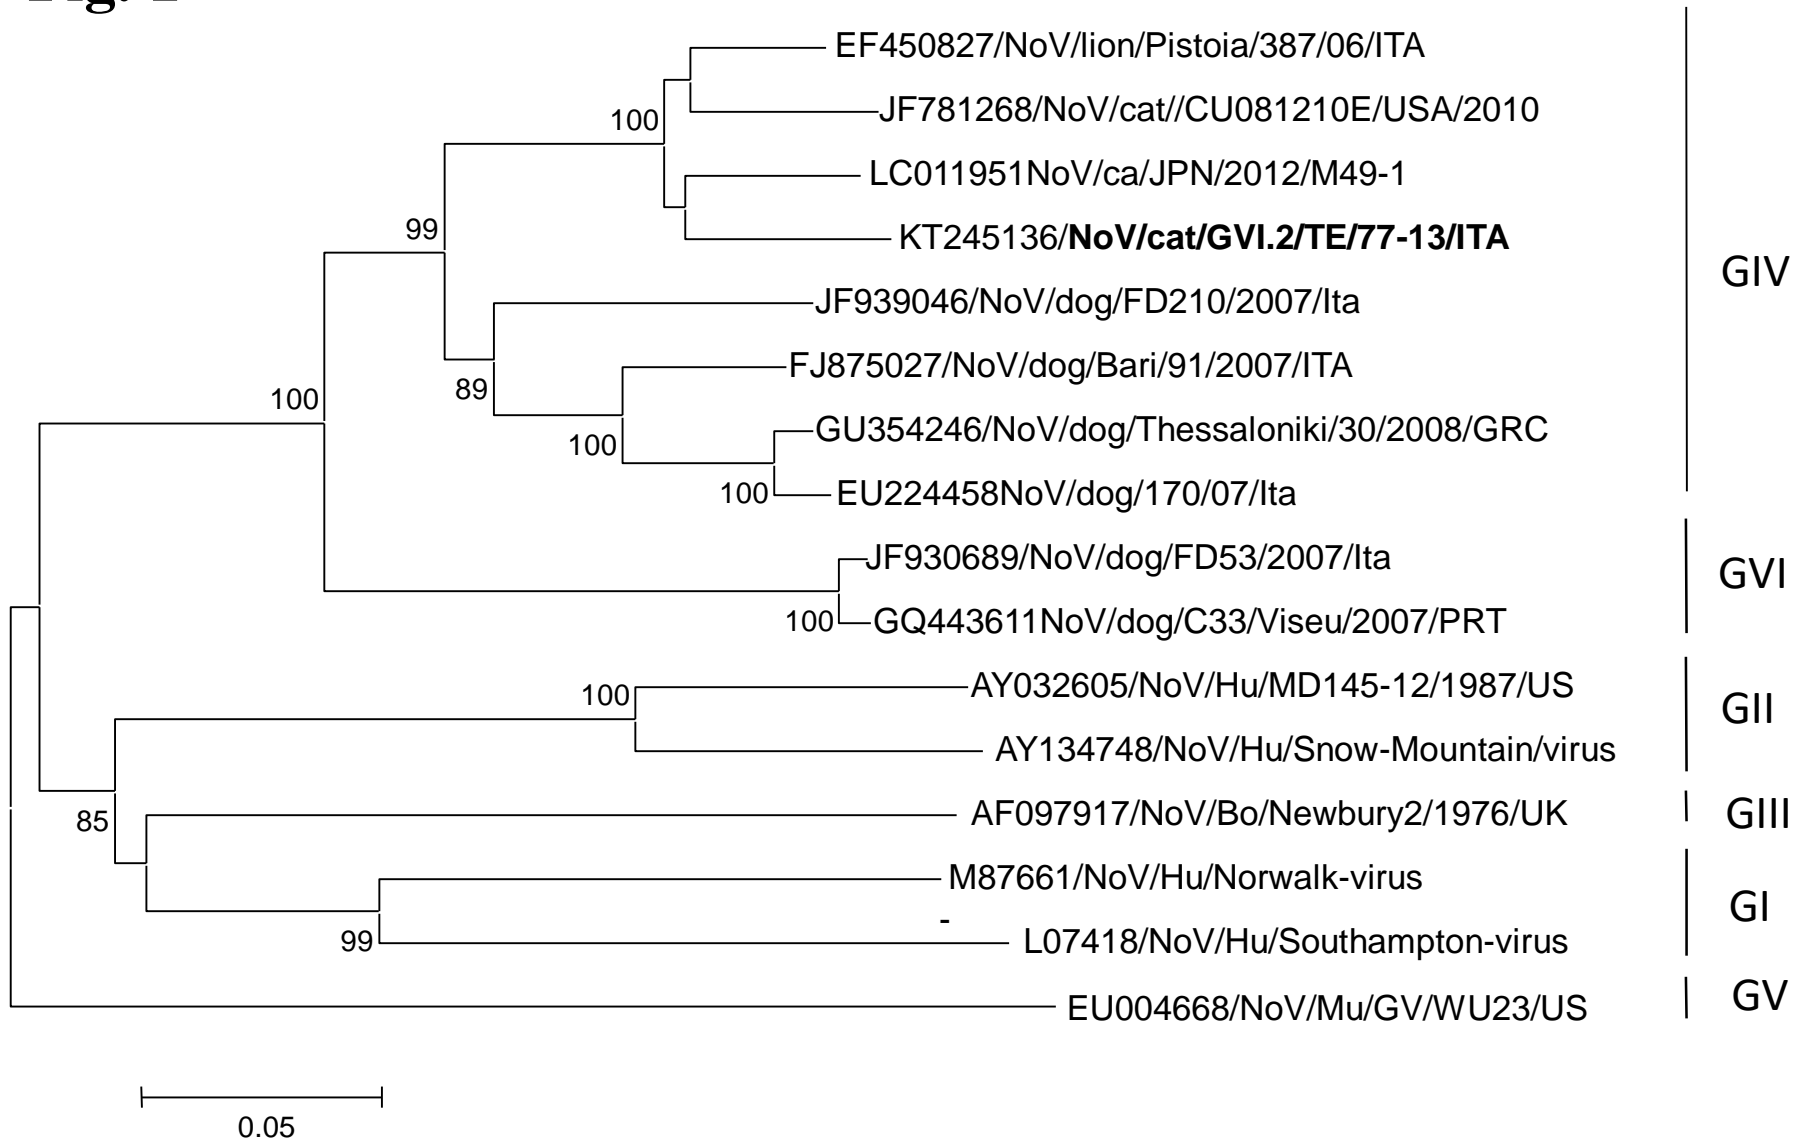 EF450827/NoV/lion/Pistoia/387/06/ITA
JF781268/NoV/cat//CU081210E/USA/2010
100
LC011951NoV/ca/JPN/2012/M49-1
99
KT245136/NoV/cat/GVI.2/TE/77-13/ITA
GIV
JF939046/NoV/dog/FD210/2007/Ita
FJ875027/NoV/dog/Bari/91/2007/ITA
89
100
GU354246/NoV/dog/Thessaloniki/30/2008/GRC
100
EU224458NoV/dog/170/07/Ita
100
JF930689/NoV/dog/FD53/2007/Ita
GVI
GQ443611NoV/dog/C33/Viseu/2007/PRT
100
AY032605/NoV/Hu/MD145-12/1987/US
100
GII
AY134748/NoV/Hu/Snow-Mountain/virus
AF097917/NoV/Bo/Newbury2/1976/UK
GIII
85
M87661/NoV/Hu/Norwalk-virus
GI
-
L07418/NoV/Hu/Southampton-virus
99
GV
EU004668/NoV/Mu/GV/WU23/US
0.05